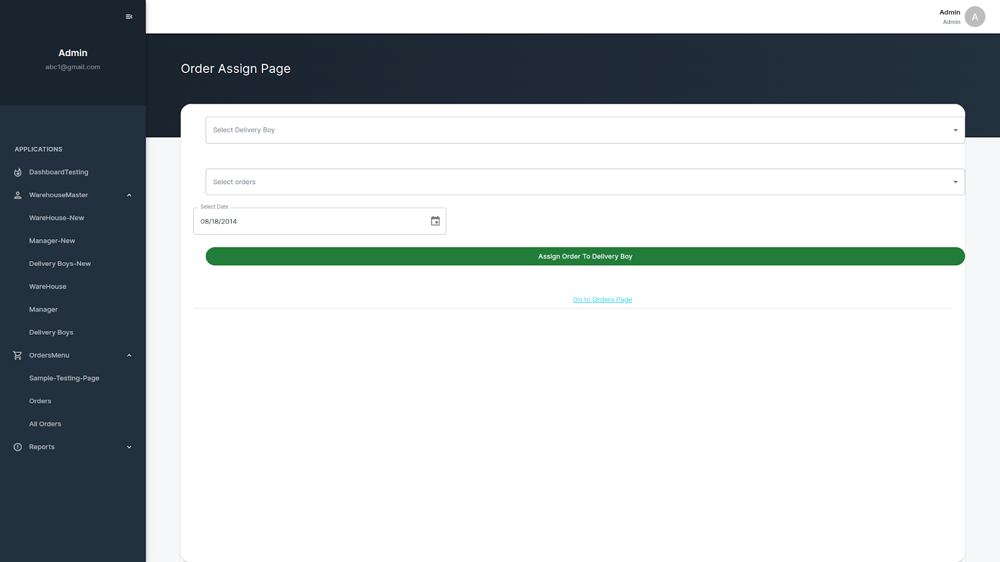 Admin
abc1@gmail.com
APPLICATIONS
DashboardTesting
WarehouseMaster
WareHouse-New
Manager-New
Delivery Boys-New
WareHouse
Manager
Delivery Boys
OrdersMenu
Sample-Testing-Page
Orders
All Orders
Reports
Admin
Admin
A
Order Assign Page
Select Delivery Boy
Select orders
Select Date
08/18/2014
Assign Order To Delivery Boy
Go to Orders Page